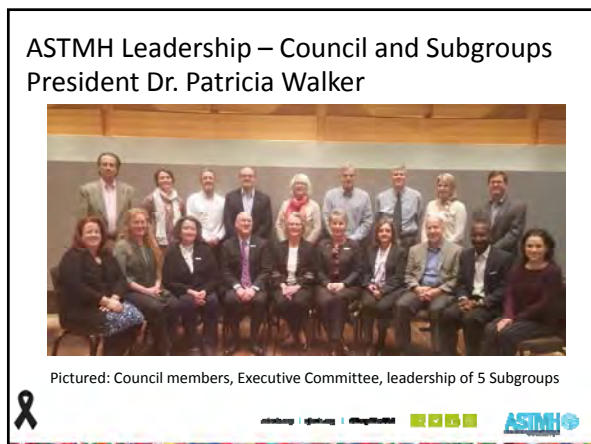 ASTMH Leadership – Council and Subgroups
President Dr. Patricia Walker
Pictured: Council members, Executive Committee, leadership of 5 Subgroups
ASTMH